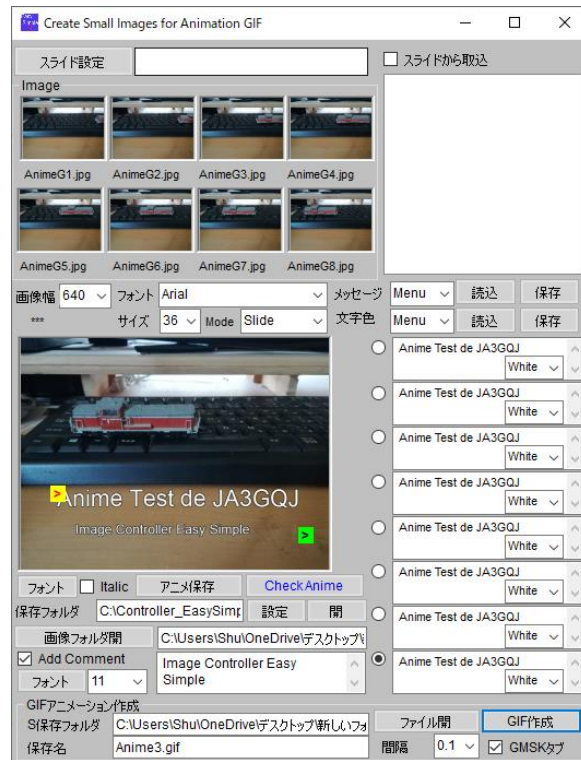 Create Small Images for Animation GIF
スライド設定
スライドから取込
Image
AnimeG1.jpg AnimeG2.jpg AnimeG3.jpg AnimeG4.jpg
AnimeG5.jpg AnimeG6.jpg AnimeG7.jpg AnimeG8.jpg
画像幅 640 フォント Arial メッセージ Menu 読込 保存
*** サイズ 36 Mode Slide 文字色 Menu 読込 保存
Anime Test de JA3GQJ
White
Anime Test de JA3GQJ
White
Anime Test de JA3GQJ
White
Anime Test de JA3GQJ
White
Anime Test de JA3GQJ
White
Anime Test de JA3GQJ
White
Anime Test de JA3GQJ
White
Anime Test de JA3GQJ
White
> Anime Test de JA3GQJ
Image Controller Easy Simple >
フォント Italic アニメ保存 Check Anime
保存フォルダ C:\Controller_EasySimp 設定 開
画像フォルダ開 C:\Users\Shu\OneDrive\デスクトップ\
Add Comment Image Controller Easy
フォント 11 Simple
GIFアニメーション作成
S保存フォルダ C:\Users\Shu\OneDrive\デスクトップ\新しいフォ ファイル開 GIF作成
保存名 Anime3.gif 間隔 0.1 GMSKタブ